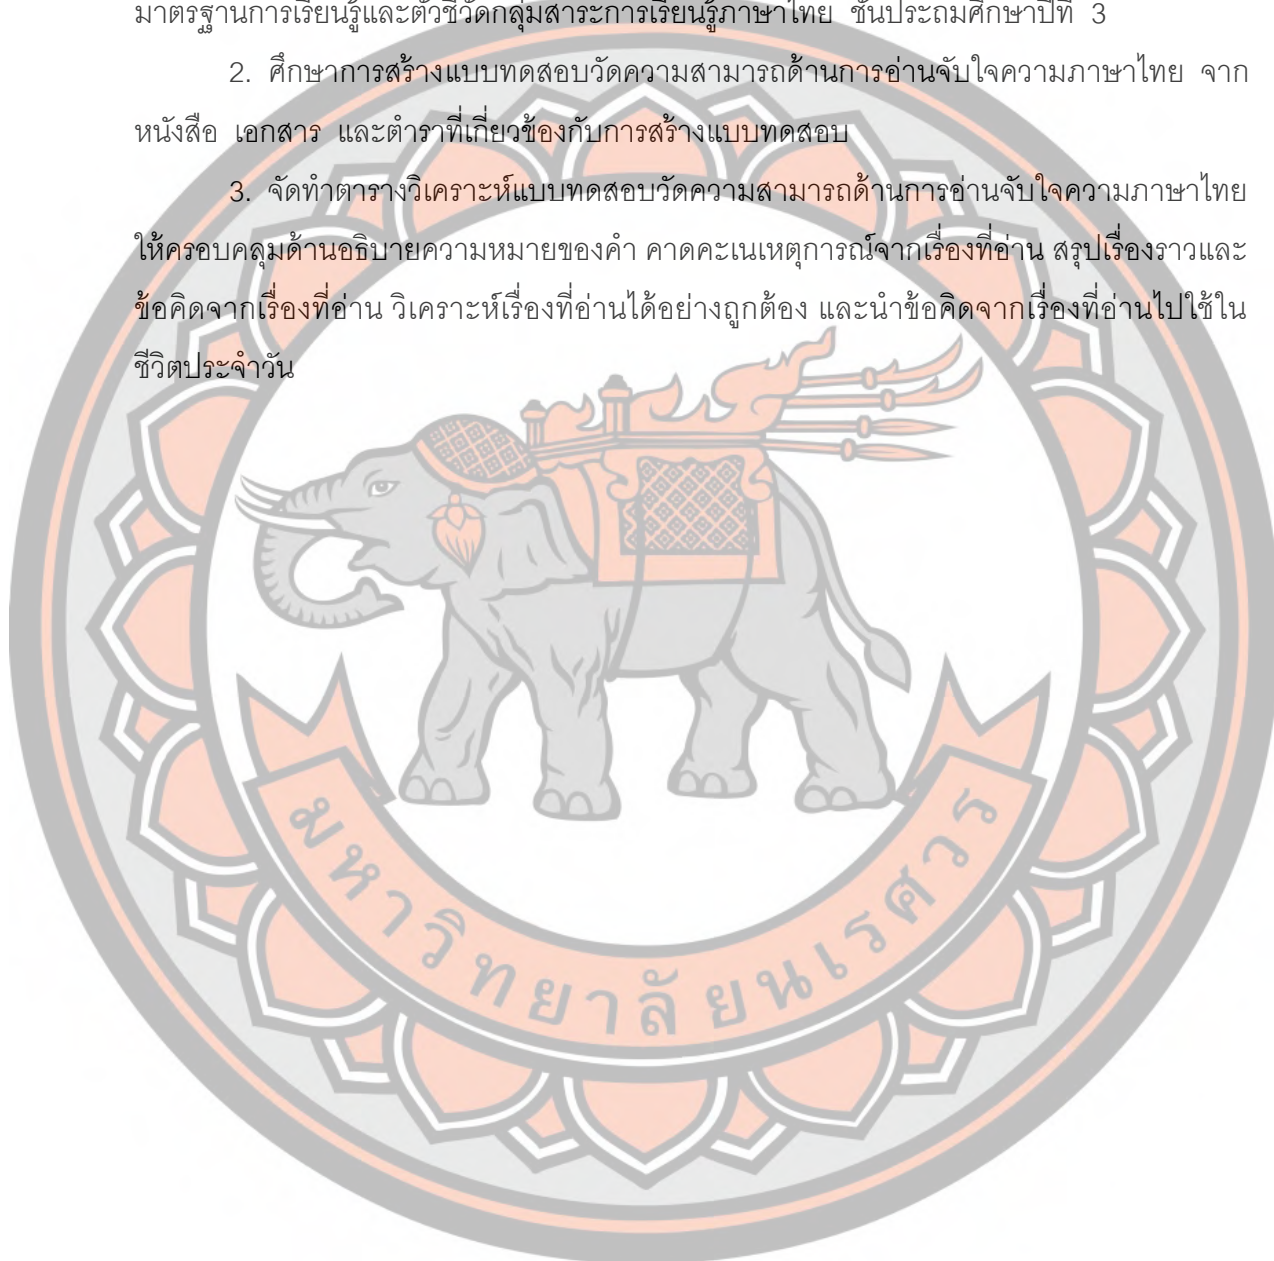 มาตรฐานการเรียนรู้และตัวชี้วัดกลุ่มสาระการเรียนรู้ภาษาไทย ชั้นประถมศึกษาปีที่ 3
2. ศึกษาการสร้างแบบทดสอบวัดความสามารถด้านการอ่านจับใจความภาษาไทย จาก
หนังสือ เอกสาร และตำราที่เกี่ยวข้องกับการสร้างแบบทดสอบ
3. จัดทำตารางวิเคราะห์แบบทดสอบวัดความสามารถด้านการอ่านจับใจความภาษาไทย
ให้ครอบคลุมด้านอธิบายความหมายของคำ คาดคะเนเหตุการณ์จากเรื่องที่อ่าน สรุปเรื่องราวและ
ข้อคิดจากเรื่องที่อ่าน วิเคราะห์เรื่องที่อ่านได้อย่างถูกต้อง และนำข้อคิดจากเรื่องที่อ่านไปใช้ใน
ชีวิตประจำวัน
มหาวิทยาลัยนเรศวร